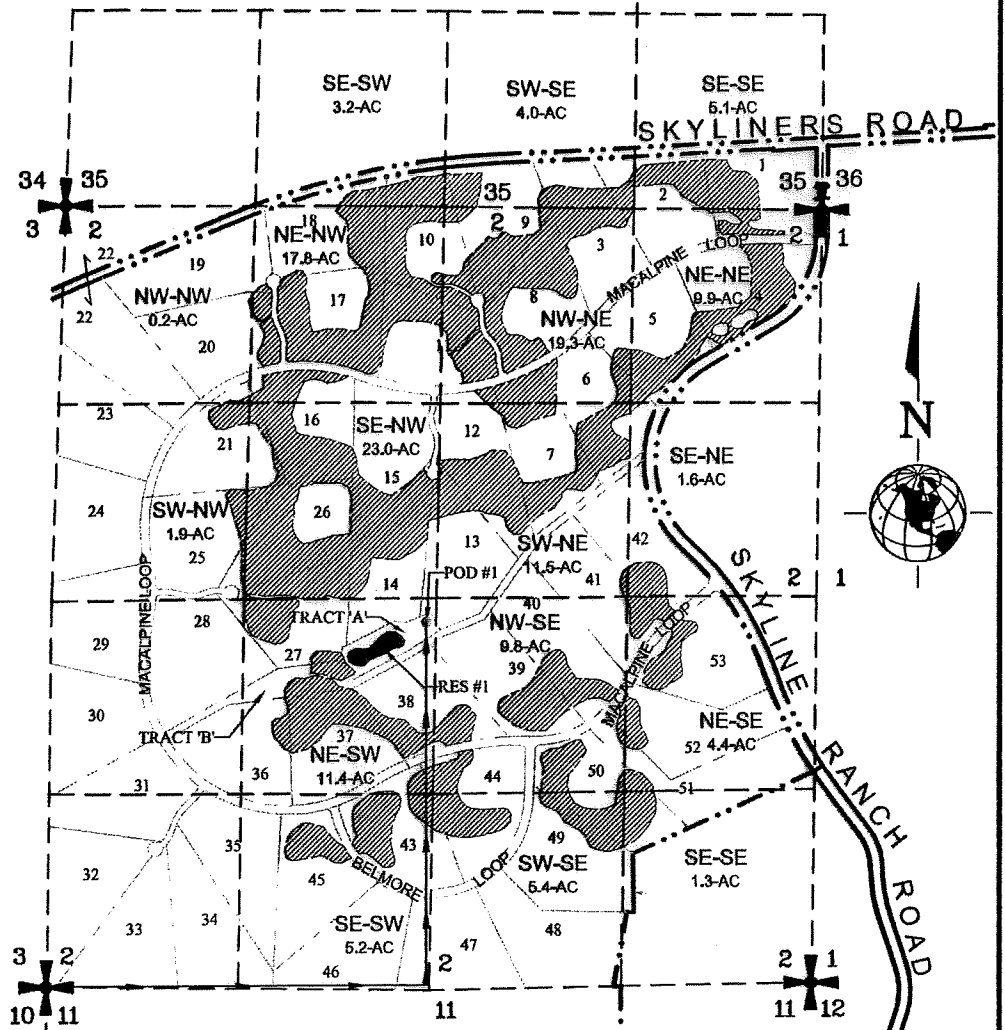 SE-SW
3.2-AC
SW-SE
4.0-AC
SE-SE
5.1-AC
SKYLINERS ROAD
34 35
3 2
35
2
35 36
2 1
1
2
3
4
5
6
7
8
9
10
12
13
14
15
16
17
18
19
20
21
22
22
23
24
25
26
27
28
29
30
31
32
33
34
35
36
37
38
39
40
41
42
43
44
45
46
47
48
49
50
51
52
53
NE-NW
17.8-AC
NW-NW
0.2-AC
NW-NE
19.3-AC
NE-NE
9.9-AC
MACALPINE LOOP
SE-NW
23.0-AC
SE-NE
1.6-AC
N
SW-NW
1.9-AC
SW-NE
11.5-AC
POD #1
TRACT 'A'
NW-SE
9.8-AC
MACALPINE LOOP
MACALPINE LOOP
RES #1
TRACT 'B'
NE-SW
11.4-AC
NE-SE
4.4-AC
2 1
SKYLINE RANCH ROAD
SW-SE
5.4-AC
SE-SE
1.3-AC
BELMORE LOOP
SE-SW
5.2-AC
3 2
10 11
2
11
2 1
11 12